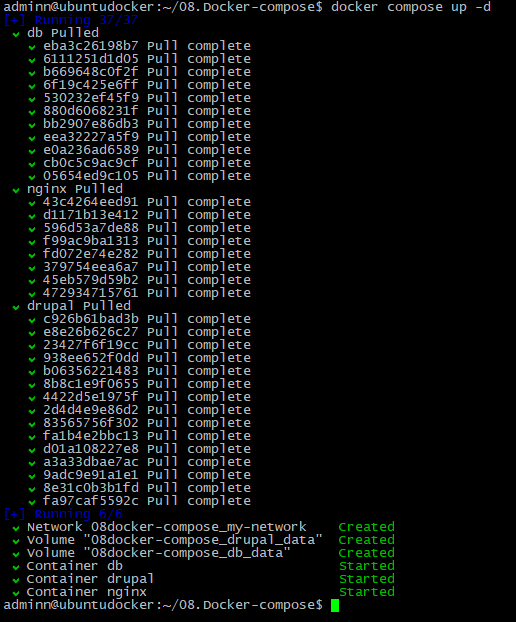 adminn@ubuntudocker:~/08.Docker-compose$ docker compose up -d
[+] Running 37/37
✔ db Pulled
✔ eba3c26198b7 Pull complete
✔ 6111251d1d05 Pull complete
✔ b669648c0f2f Pull complete
✔ 6f19c425e6ff Pull complete
✔ 530232ef45f9 Pull complete
✔ 880d6068231f Pull complete
✔ bb2907e86db3 Pull complete
✔ eea32227a5f9 Pull complete
✔ e0a236ad6589 Pull complete
✔ cb0c5c9ac9cf Pull complete
✔ 05654ed9c105 Pull complete
✔ nginx Pulled
✔ 43c4264eed91 Pull complete
✔ d1171b13e412 Pull complete
✔ 596d53a7de88 Pull complete
✔ f99ac9ba1313 Pull complete
✔ fd072e74e282 Pull complete
✔ 379754eea6a7 Pull complete
✔ 45eb579d59b2 Pull complete
✔ 472934715761 Pull complete
✔ drupal Pulled
✔ c926b61bad3b Pull complete
✔ e8e26b626c27 Pull complete
✔ 23427f6f19cc Pull complete
✔ 938ee652f0dd Pull complete
✔ b06356221483 Pull complete
✔ 8b8c1e9f0655 Pull complete
✔ 4422d5e1975f Pull complete
✔ 2d4d4e9e86d2 Pull complete
✔ 83565756f302 Pull complete
✔ fa1b4e2bbc13 Pull complete
✔ d01a108227e8 Pull complete
✔ a3a33dbae7ac Pull complete
✔ 9adc9e91a1e1 Pull complete
✔ 8e31c0b3b1fd Pull complete
✔ fa97caf5592c Pull complete
[+] Running 6/6
✔ Network 08docker-compose_my-network Created
✔ Volume "08docker-compose_drupal_data" Created
✔ Volume "08docker-compose_db_data" Created
✔ Container db Started
✔ Container drupal Started
✔ Container nginx Started
adminn@ubuntudocker:~/08.Docker-compose$